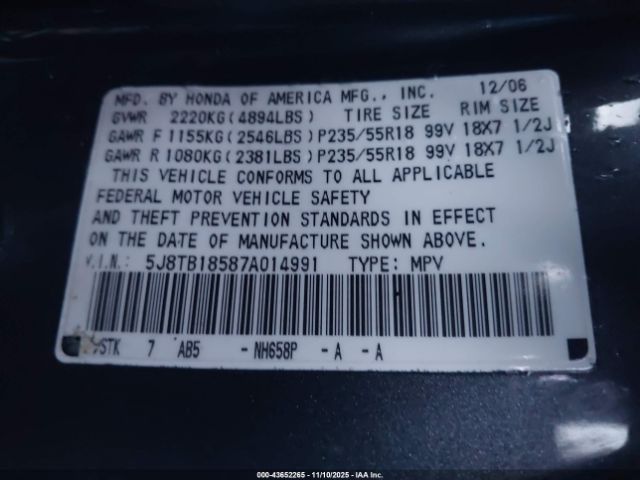 MFD. BY HONDA OF AMERICA MFG., INC. 12/06
GVWR 2220KG(4894LBS) TIRE SIZE RIM SIZE
GAWR F 1155KG(2546LBS)P235/55R18 99V 18X7 1/2J
GAWR R 1080KG(2381LBS)P235/55R18 99V 18X7 1/2J
THIS VEHICLE CONFORMS TO ALL APPLICABLE
FEDERAL MOTOR VEHICLE SAFETY
AND THEFT PREVENTION STANDARDS IN EFFECT
ON THE DATE OF MANUFACTURE SHOWN ABOVE.
V.I.N.: 5J8TB18587A014991 TYPE: MPV
7 AB5 -NH658P -A -A
000-43652265 - 11/10/2025 - IAA Inc.